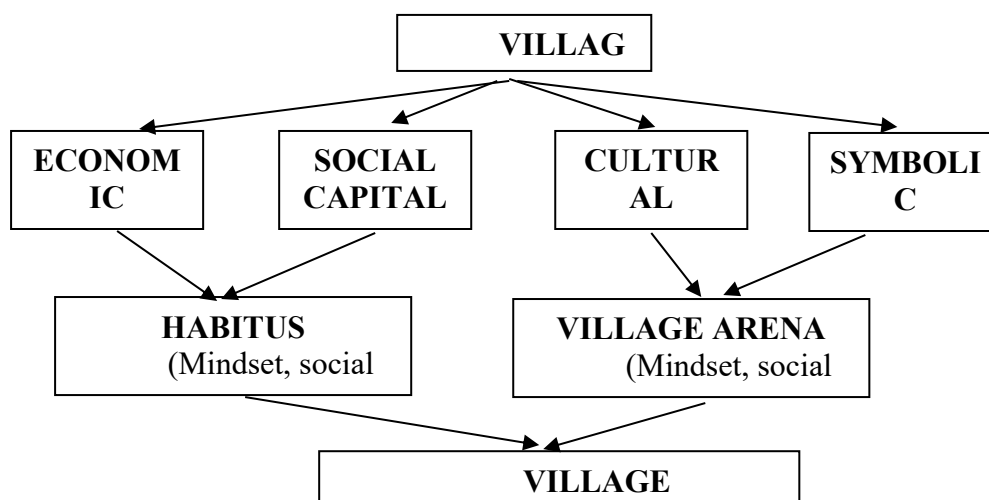 VILLAG
ECONOM
IC
SOCIAL
CAPITAL
CULTUR
AL
SYMBOLI
C
HABITUS
(Mindset, social
VILLAGE ARENA
(Mindset, social
VILLAGE